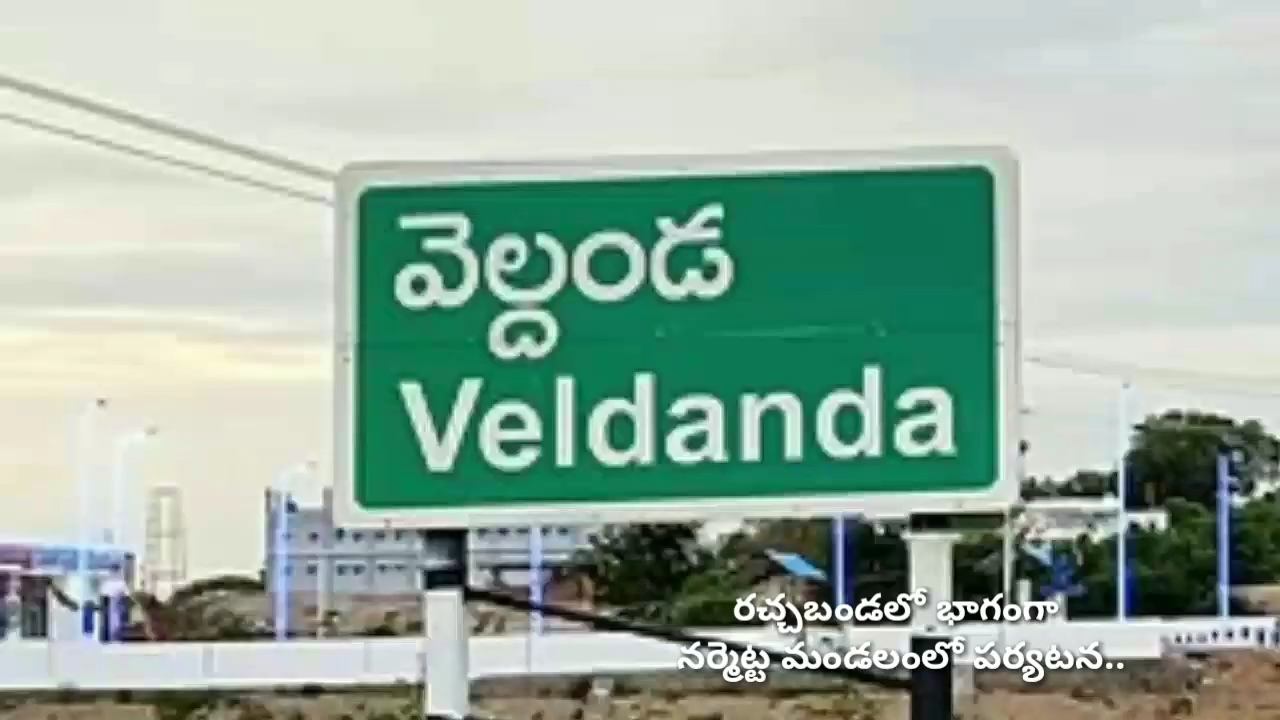 వెల్దండ
Veldanda
రచ్చబండలో భాగంగా
నర్మెట్ట మండలంలో పర్యటన..